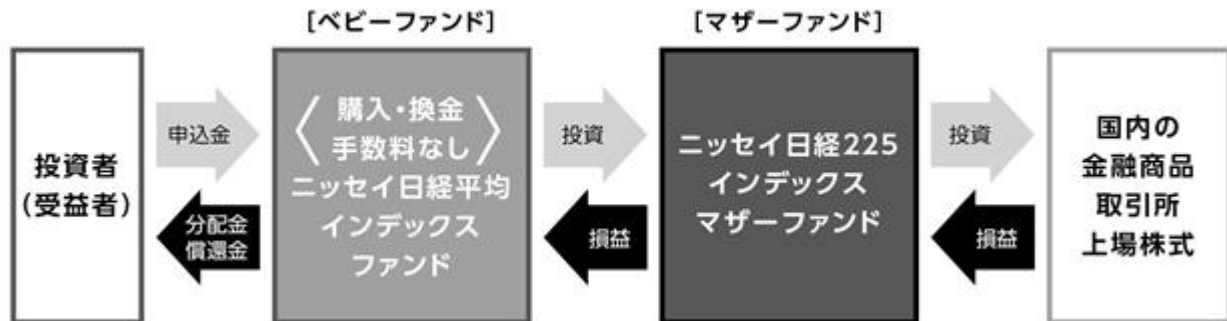 [ベビーファンド]
[マザーファンド]
投資者
(受益者)
申込金
分配金
償還金
〈購入・換金
手数料なし〉
ニッセイ日経平均
インデックス
ファンド
投資
損益
ニッセイ日経225
インデックス
マザーファンド
投資
損益
国内の
金融商品
取引所
上場株式